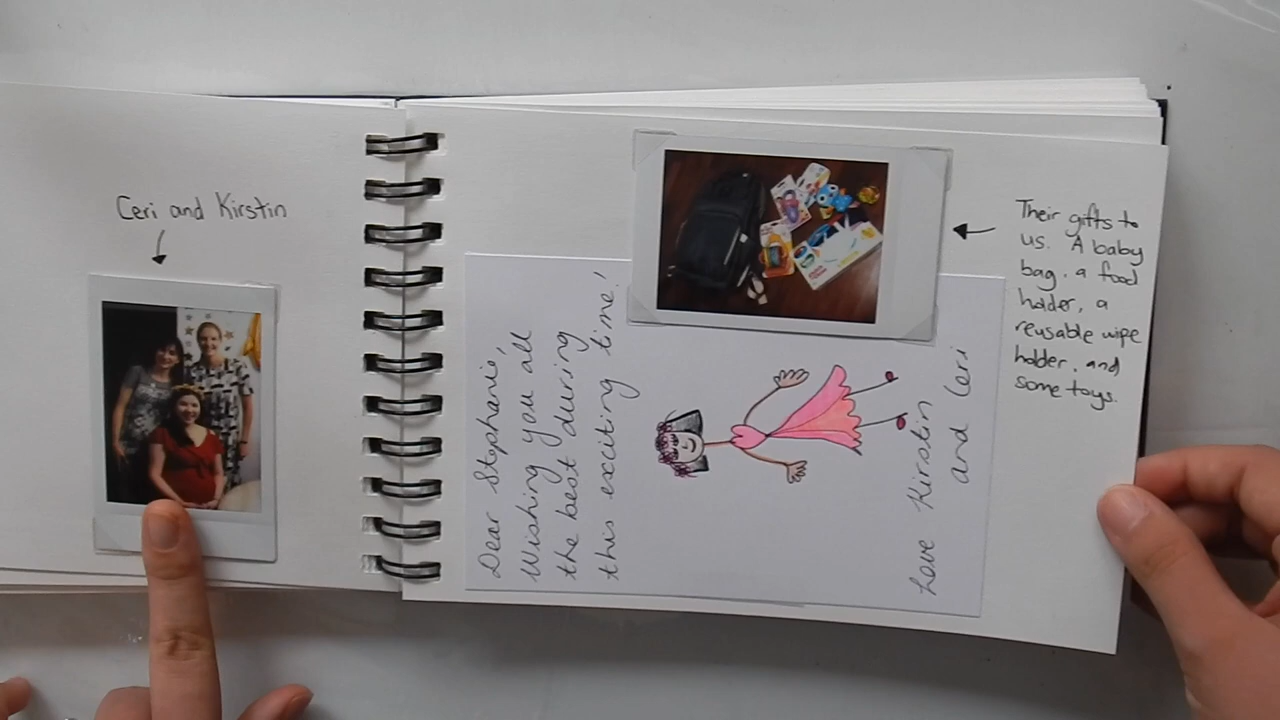 Ceri and Kirstin
Dear Stephanie,
Wishing you all
the best during
this exciting time,
Love Kirstin
and Ceri
Their gifts to
us. A baby
bag, a food
holder, a
reusable wipe
holder, and
some toys.